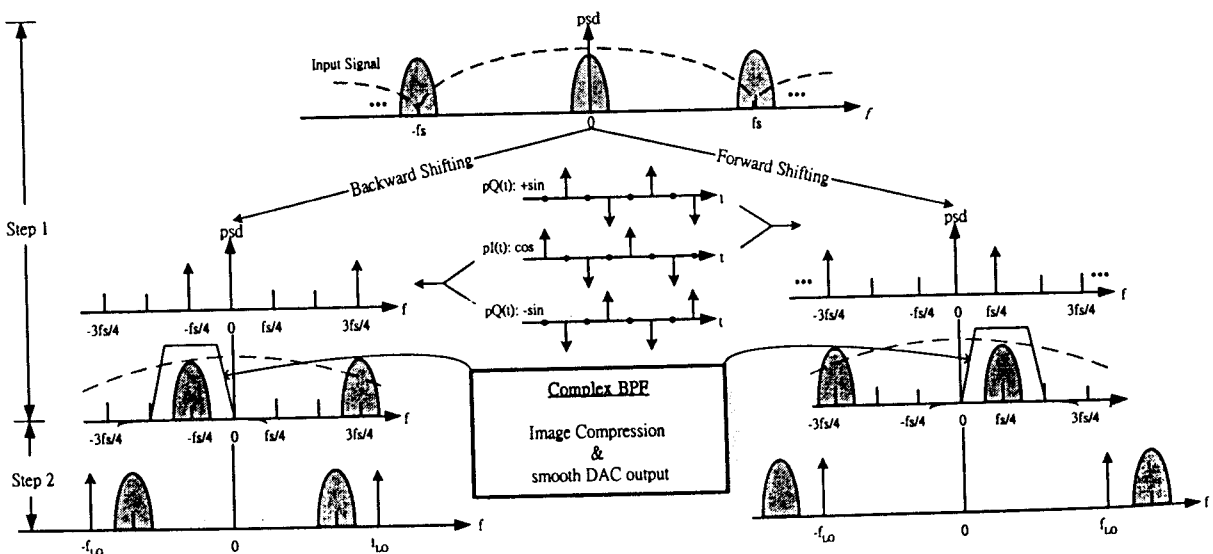 psd
Input Signal
...
...
-fs
0
fs
f
Backward Shifting
Forward Shifting
Step 1
pQ(t): +sin
t
psd
pI(t): cos
t
psd
...
...
-3fs/4
-fs/4
0
fs/4
3fs/4
f
pQ(t): -sin
t
-3fs/4
-fs/4
0
fs/4
3fs/4
f
-3fs/4
-fs/4
0
fs/4
3fs/4
f
Complex BPF
Image Compression
&
smooth DAC output
-3fs/4
-fs/4
0
fs/4
3fs/4
f
Step 2
-fLO
0
fLO
f
-fLO
0
fLO
f